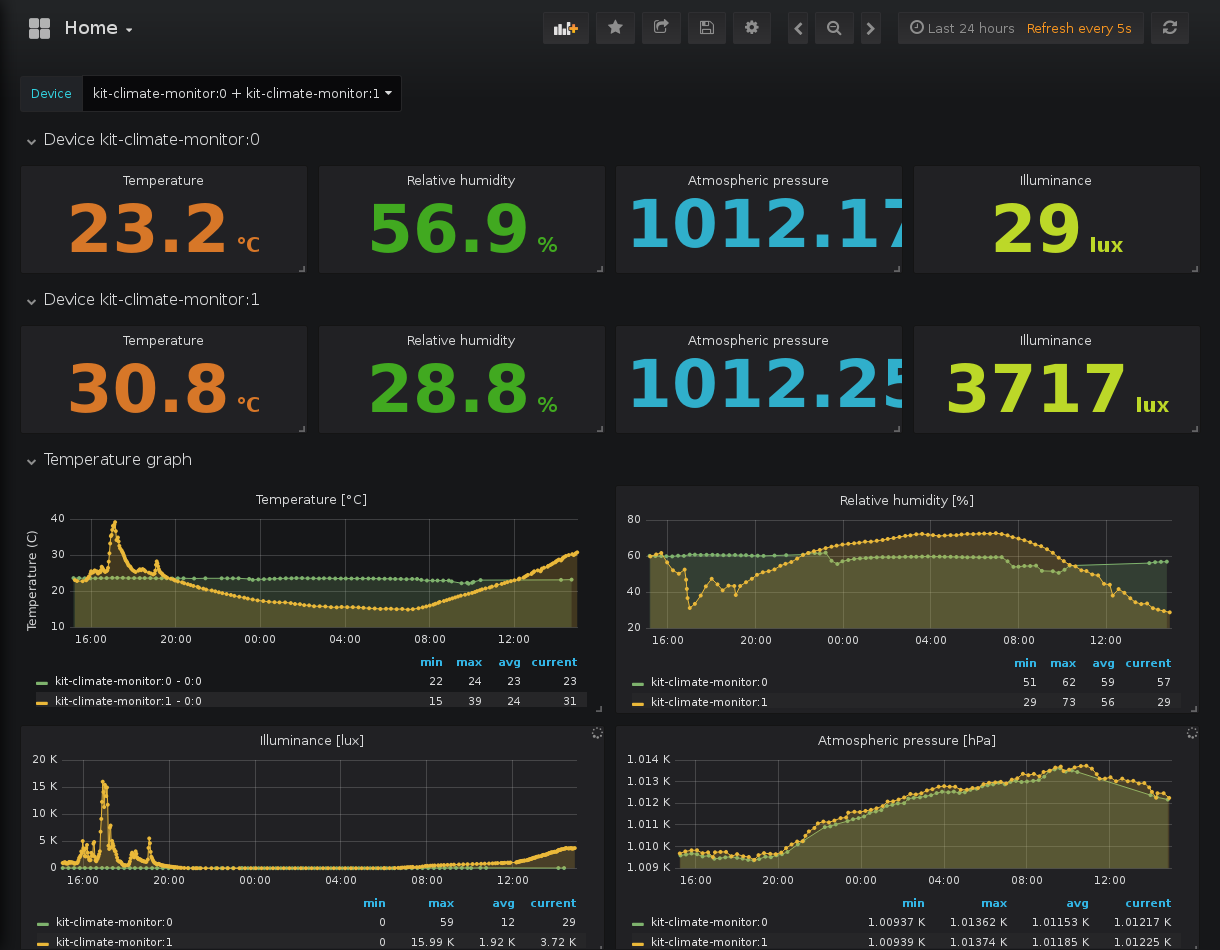 Home
Last 24 hours Refresh every 5s
Device kit-climate-monitor:0 + kit-climate-monitor:1
Device kit-climate-monitor:0
Temperature Relative humidity Atmospheric pressure Illuminance
23.2 °C 56.9 % 1012.17 29 lux
Device kit-climate-monitor:1
Temperature Relative humidity Atmospheric pressure Illuminance
30.8 °C 28.8 % 1012.25 3717 lux
Temperature graph
Temperature [°C]
Temperature (C)
40
30
20
10
16:00 20:00 00:00 04:00 08:00 12:00
min max avg current
kit-climate-monitor:0 - 0:0 22 24 23 23
kit-climate-monitor:1 - 0:0 15 39 24 31
Relative humidity [%]
80
60
40
20
16:00 20:00 00:00 04:00 08:00 12:00
min max avg current
kit-climate-monitor:0 51 62 59 57
kit-climate-monitor:1 29 73 56 29
Illuminance [lux]
20 K
15 K
10 K
5 K
0
16:00 20:00 00:00 04:00 08:00 12:00
min max avg current
kit-climate-monitor:0 0 59 12 29
kit-climate-monitor:1 0 15.99 K 1.92 K 3.72 K
Atmospheric pressure [hPa]
1.014 K
1.013 K
1.012 K
1.011 K
1.010 K
1.009 K
16:00 20:00 00:00 04:00 08:00 12:00
min max avg current
kit-climate-monitor:0 1.00937 K 1.01362 K 1.01153 K 1.01217 K
kit-climate-monitor:1 1.00939 K 1.01374 K 1.01185 K 1.01225 K